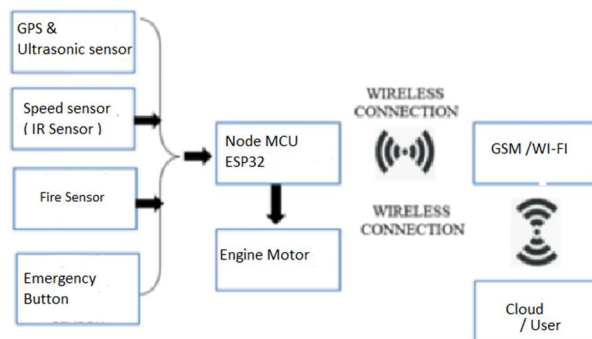 GPS &
Ultrasonic sensor
Speed sensor
( IR Sensor )
Fire Sensor
Emergency
Button
Node MCU
ESP32
Engine Motor
WIRELESS
CONNECTION
WIRELESS
CONNECTION
GSM /WI-FI
Cloud
/ User